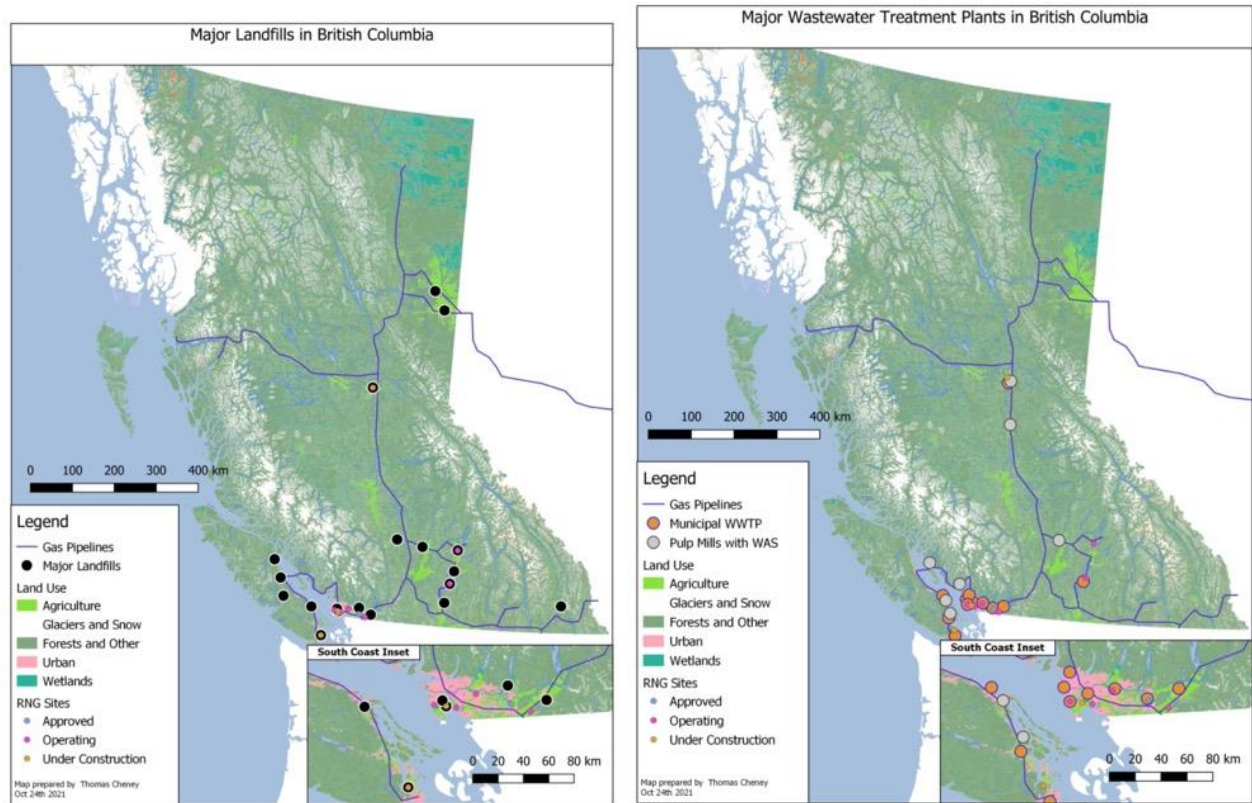 Major Landfills in British Columbia
0 100 200 300 400 km
Legend
Gas Pipelines
Major Landfills
Land Use
Agriculture
Glaciers and Snow
Forests and Other
Urban
Wetlands
RNG Sites
Approved
Operating
Under Construction
Map prepared by Thomas Cheney
Oct 24th 2021
South Coast Inset
0 20 40 60 80 km
Major Wastewater Treatment Plants in British Columbia
0 100 200 300 400 km
Legend
Gas Pipelines
Municipal WWTP
Pulp Mills with WAS
Land Use
Agriculture
Glaciers and Snow
Forests and Other
Urban
Wetlands
RNG Sites
Approved
Operating
Under Construction
Map prepared by Thomas Cheney
Oct 24th 2021
South Coast Inset
0 20 40 60 80 km